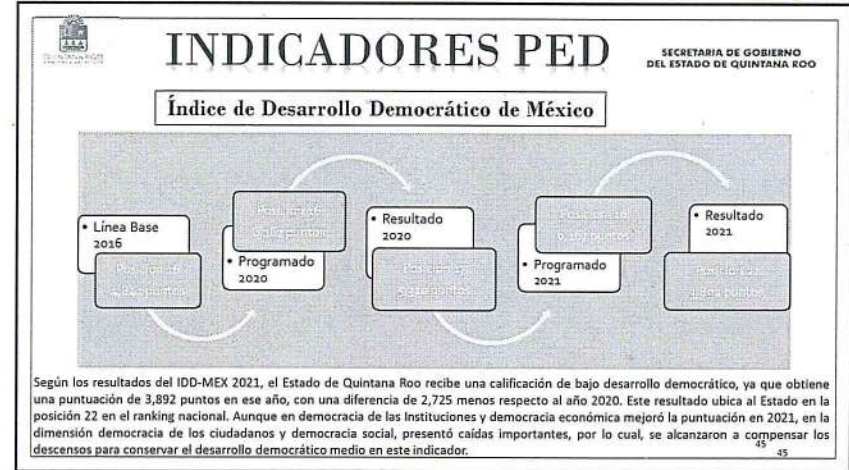 INDICADORES PED
SECRETARIA DE GOBIERNO
DEL ESTADO DE QUINTANA ROO
Índice de Desarrollo Democrático de México
• Línea Base
2016
• Programado
2020
• Resultado
2020
• Programado
2021
• Resultado
2021
Según los resultados del IDD-MEX 2021, el Estado de Quintana Roo recibe una calificación de bajo desarrollo democrático, ya que obtiene
una puntuación de 3,892 puntos en ese año, con una diferencia de 2,725 menos respecto al año 2020. Este resultado ubica al Estado en la
posición 22 en el ranking nacional. Aunque en democracia de las Instituciones y democracia económica mejoró la puntuación en 2021, en la
dimensión democracia de los ciudadanos y democracia social, presentó caídas importantes, por lo cual, se alcanzaron a compensar los
descensos para conservar el desarrollo democrático medio en este indicador.
45
45